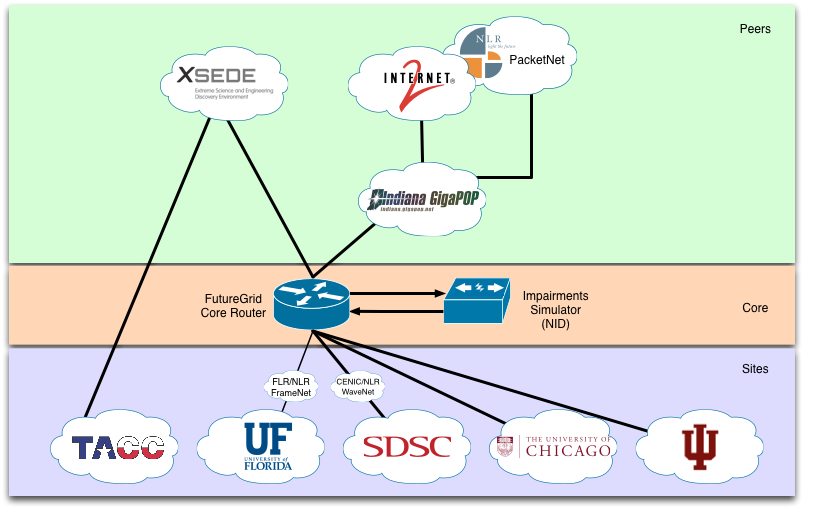 Peers
XSEDE
Extreme Science and Engineering
Discovery Environment
INTERNET®
2
NLR
light the future
PacketNet
Indiana GigaPOP
indiana.gigapop.net
FutureGrid
Core Router
Impairments
Simulator
(NID)
Core
Sites
FLR/NLR
FrameNet
CENIC/NLR
WaveNet
TACC
UF
UNIVERSITY of
FLORIDA
SDSC
THE UNIVERSITY OF
CHICAGO
IU